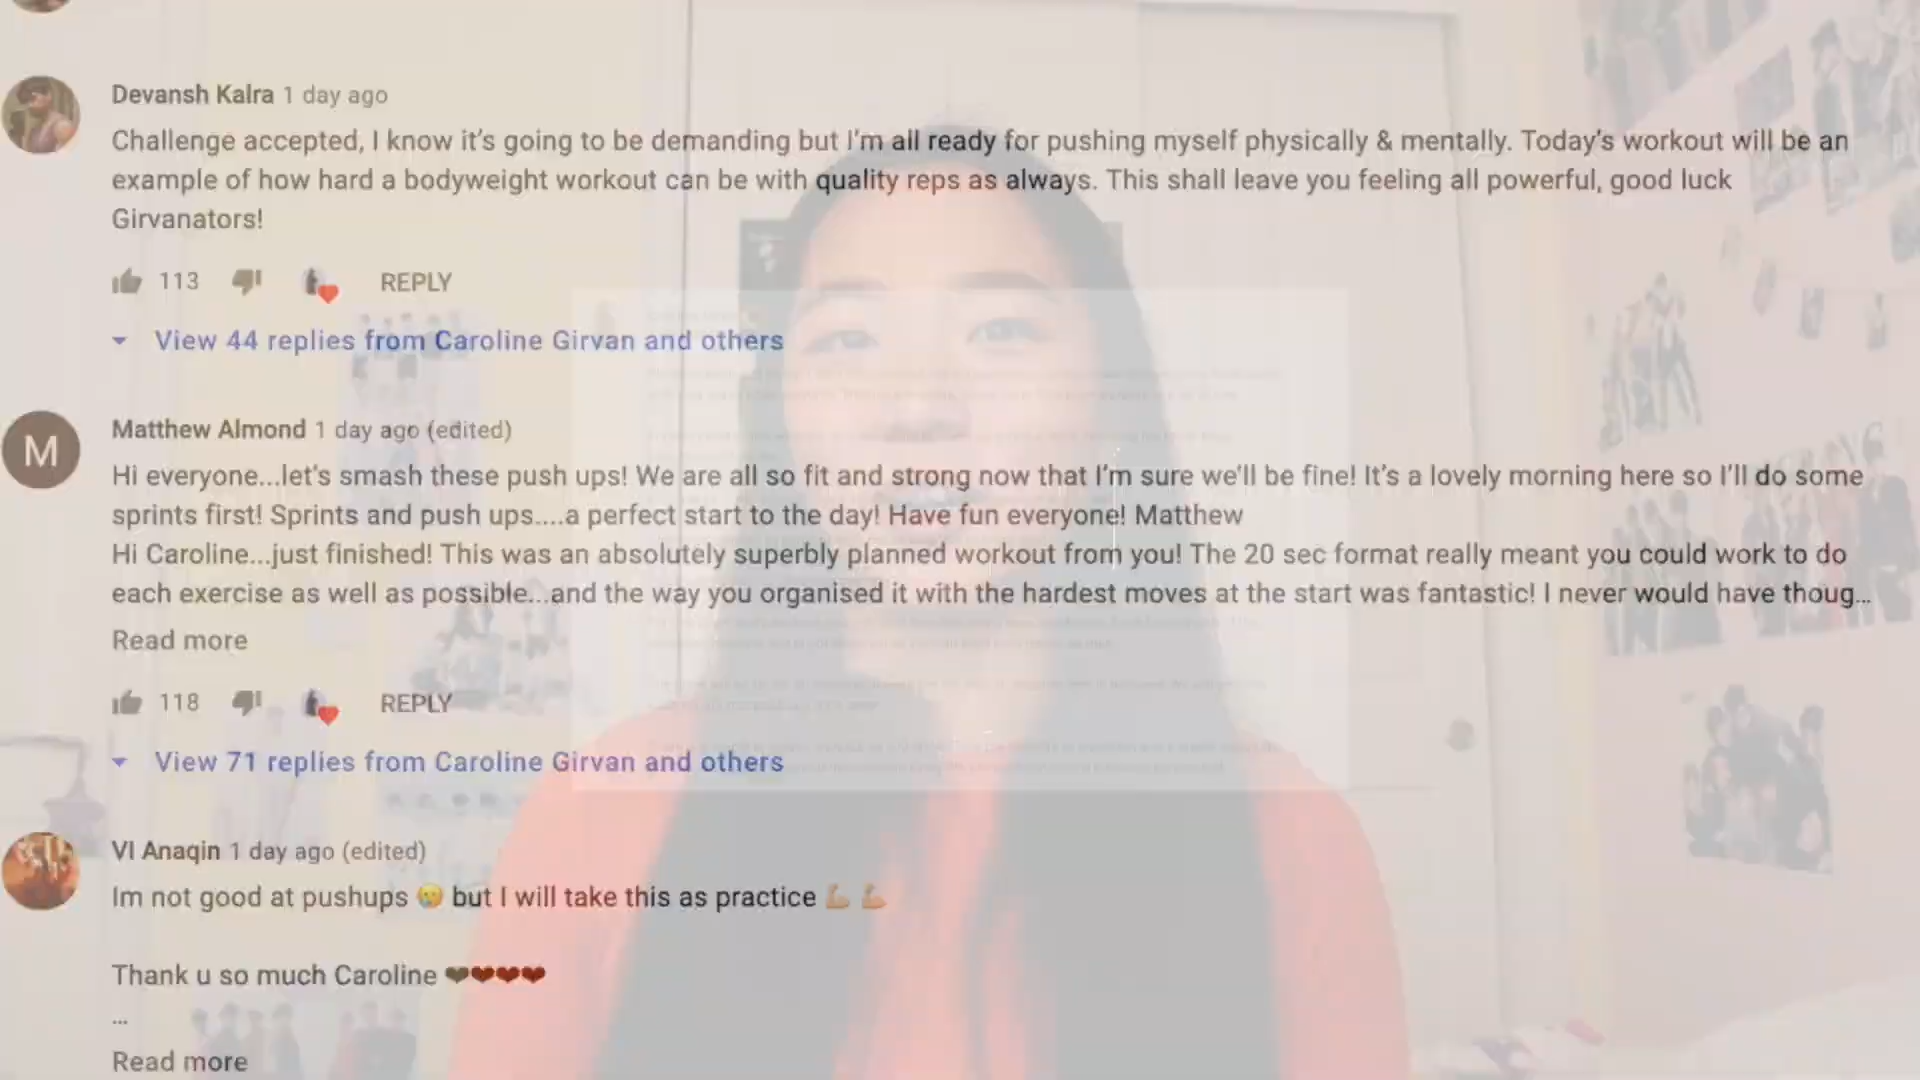 Devansh Kalra 1 day ago
Challenge accepted, I know it's going to be demanding but I'm all ready for pushing myself physically & mentally. Today's workout will be an
example of how hard a bodyweight workout can be with quality reps as always. This shall leave you feeling all powerful, good luck
Girvanators!
113 REPLY
View 44 replies from Caroline Girvan and others
M
Matthew Almond 1 day ago (edited)
Hi everyone...let's smash these push ups! We are all so fit and strong now that I'm sure we'll be fine! It's a lovely morning here so I'll do some
sprints first! Sprints and push ups....a perfect start to the day! Have fun everyone! Matthew
Hi Caroline...just finished! This was an absolutely superbly planned workout from you! The 20 sec format really meant you could work to do
each exercise as well as possible...and the way you organised it with the hardest moves at the start was fantastic! I never would have thoug...
Read more
118 REPLY
View 71 replies from Caroline Girvan and others
VI Anaqin 1 day ago (edited)
Im not good at pushups 😢 but I will take this as practice 💪 💪
Thank u so much Caroline ❤❤❤❤
...
Read more